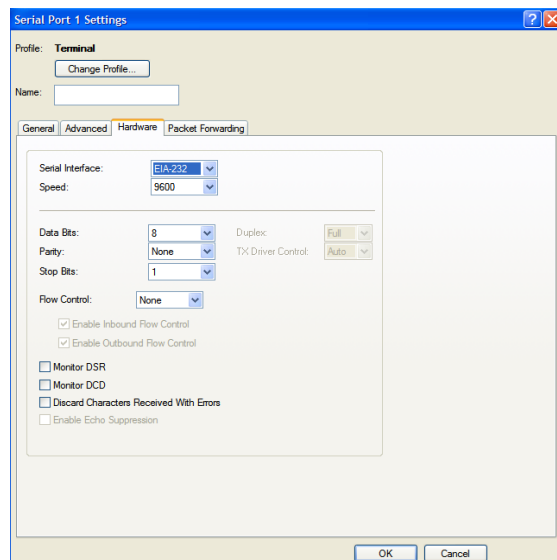 Serial Port 1 Settings
Profile: Terminal
Change Profile...
Name:
General Advanced Hardware Packet Forwarding
Serial Interface: EIA-232
Speed: 9600
Data Bits: 8 Duplex: Full
Parity: None TX Driver Control: Auto
Stop Bits: 1
Flow Control: None
Enable Inbound Flow Control
Enable Outbound Flow Control
Monitor DSR
Monitor DCD
Discard Characters Received With Errors
Enable Echo Suppression
OK Cancel